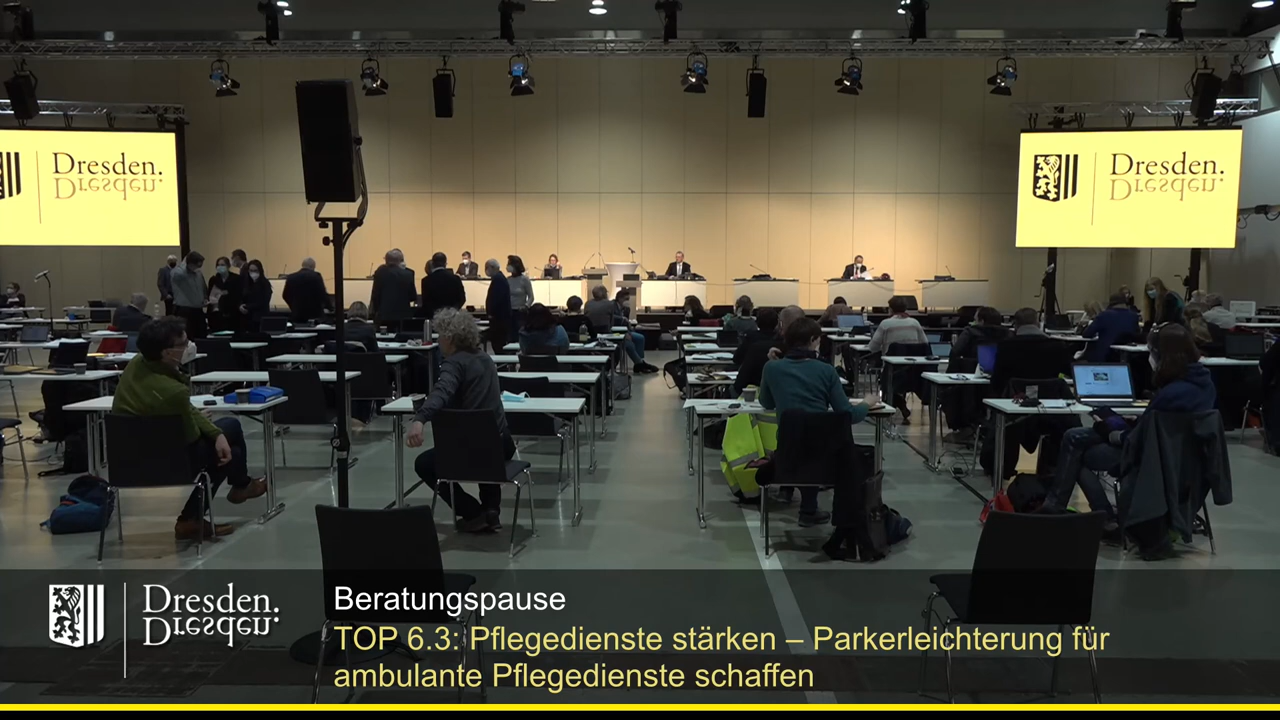 Dresden.
Dresden.
Dresden.
Dresden.
Dresden.
Dresden.
Beratungspause
TOP 6.3: Pflegedienste stärken – Parkerleichterung für
ambulante Pflegedienste schaffen